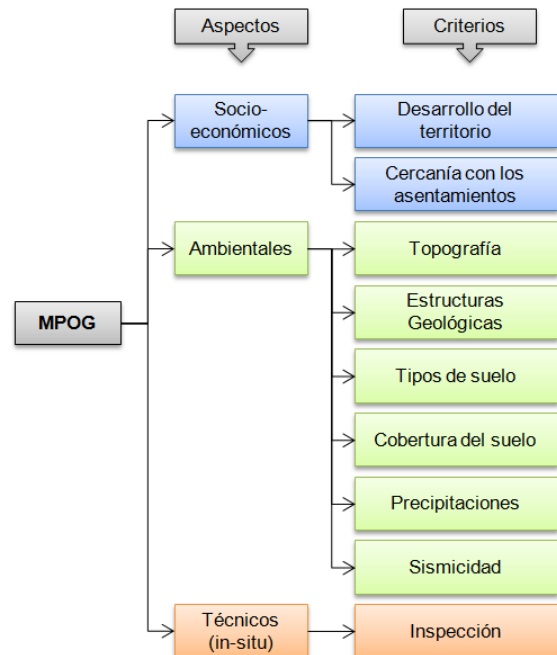 Aspectos
Criterios
Socio-
económicos
Desarrollo del
territorio
Cercanía con los
asentamientos
Ambientales
Topografía
MPOG
Estructuras
Geológicas
Tipos de suelo
Cobertura del suelo
Precipitaciones
Sismicidad
Técnicos
(in-situ)
Inspección